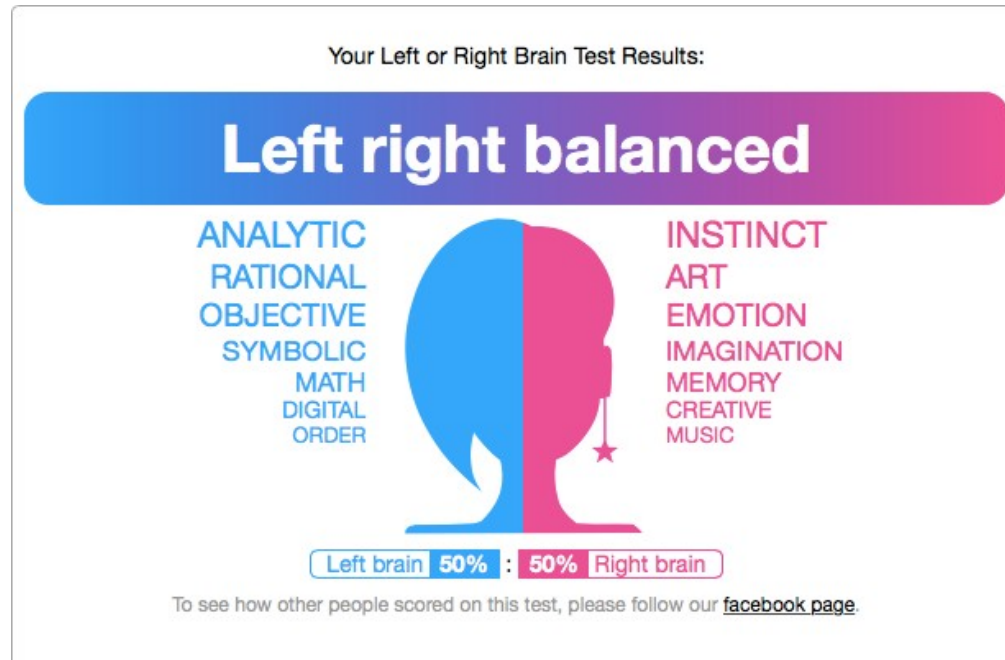 Your Left or Right Brain Test Results:
Left right balanced
ANALYTIC
RATIONAL
OBJECTIVE
SYMBOLIC
MATH
DIGITAL
ORDER
INSTINCT
ART
EMOTION
IMAGINATION
MEMORY
CREATIVE
MUSIC
Left brain 50% : 50% Right brain
To see how other people scored on this test, please follow our facebook page.